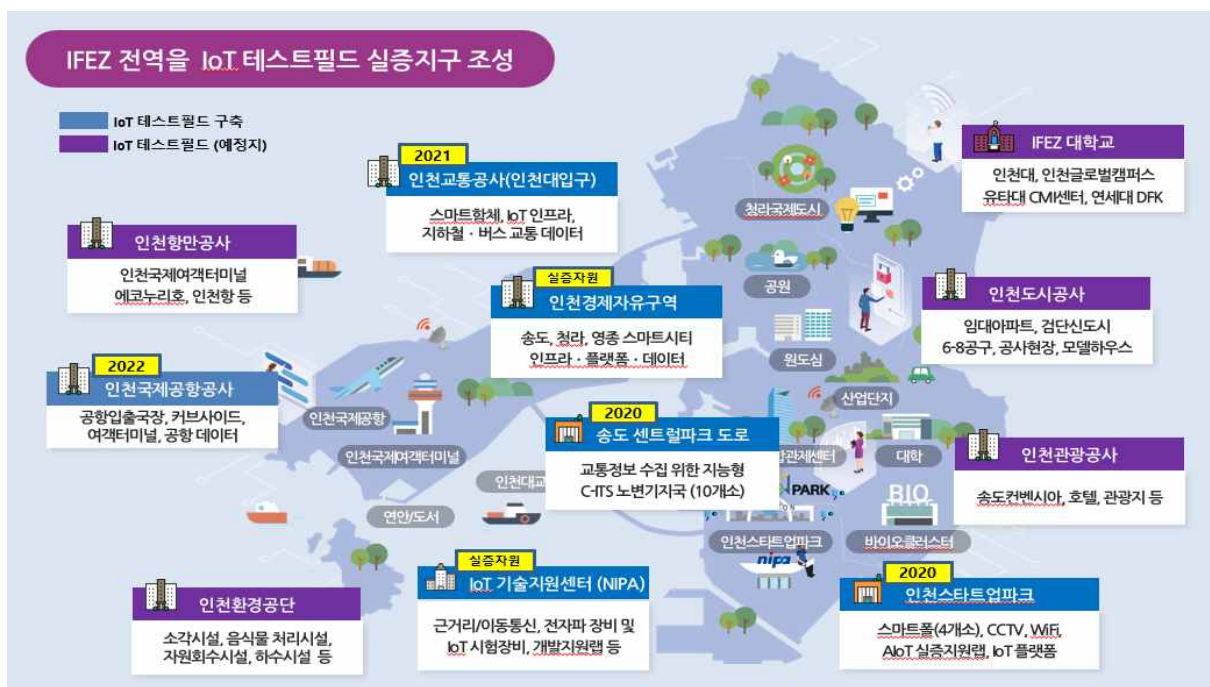 IFEZ 전역을 IoT 테스트필드 실증지구 조성
IoT 테스트필드 구축
IoT 테스트필드 (예정지)
2021
인천교통공사(인천대입구)
스마트함체, IoT 인프라,
지하철·버스 교통 데이터
IFEZ 대학교
인천대, 인천글로벌캠퍼스
유타대 CMI센터, 연세대 DFK
청라국제도시
인천항만공사
인천국제여객터미널
에코누리호, 인천항 등
실증자원
인천경제자유구역
송도, 청라, 영종 스마트시티
인프라·플랫폼·데이터
공원
인천도시공사
임대아파트, 검단신도시
6-8공구, 공사현장, 모델하우스
원도심
2022
인천국제공항공사
공항입출국장, 커브사이드,
여객터미널, 공항 데이터
인천국제공항
인천국제여객터미널
산업단지
2020
송도 센트럴파크 도로
교통정보 수집 위한 지능형
C-ITS 노변기지국 (10개소)
관제센터
대학
인천관광공사
송도컨벤시아, 호텔, 관광지 등
인천대교
연안/도서
PARK
BIO
인천스타트업파크
바이오클러스터
nipa
실증자원
IoT 기술지원센터 (NIPA)
근거리/이동통신, 전자파 장비 및
IoT 시험장비, 개발지원랩 등
2020
인천스타트업파크
스마트폴(4개소), CCTV, WiFi,
AIoT 실증지원랩, IoT 플랫폼
인천환경공단
소각시설, 음식물 처리시설,
자원회수시설, 하수시설 등